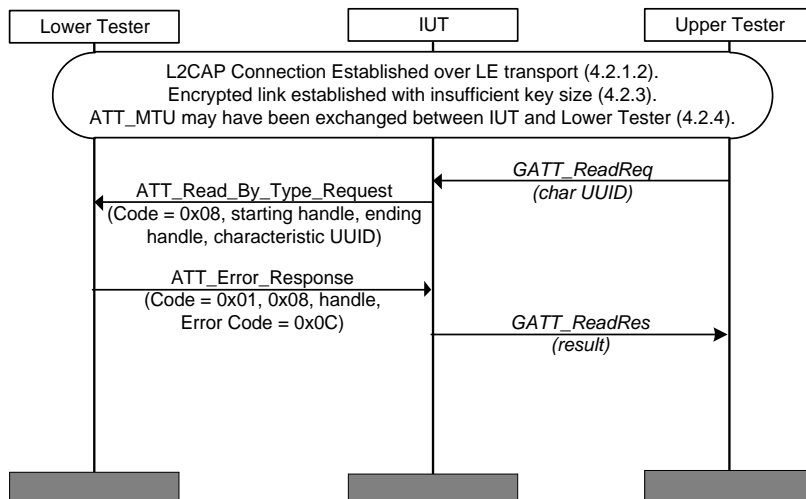 Lower Tester
IUT
Upper Tester
L2CAP Connection Established over LE transport (4.2.1.2).
Encrypted link established with insufficient key size (4.2.3).
ATT_MTU may have been exchanged between IUT and Lower Tester (4.2.4).
GATT_ReadReq
(char UUID)
ATT_Read_By_Type_Request
(Code = 0x08, starting handle, ending
handle, characteristic UUID)
ATT_Error_Response
(Code = 0x01, 0x08, handle,
Error Code = 0x0C)
GATT_ReadRes
(result)